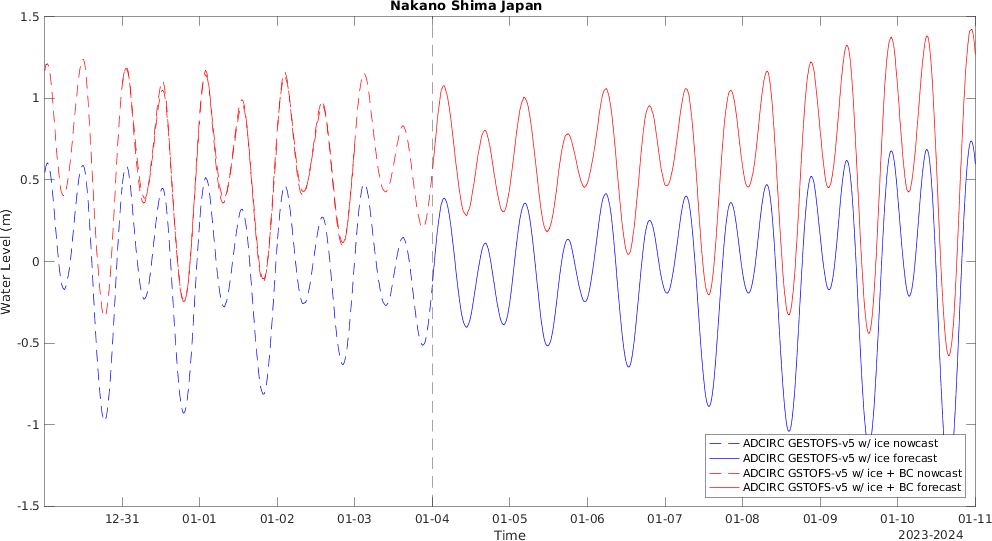 Nakano Shima Japan
1.5
1
0.5
0
-0.5
-1
-1.5
Water Level (m)
ADCIRC GESTOFS-v5 w/ ice nowcast
ADCIRC GESTOFS-v5 w/ ice forecast
ADCIRC GSTOFS-v5 w/ ice + BC nowcast
ADCIRC GSTOFS-v5 w/ ice + BC forecast
12-31 01-01 01-02 01-03 01-04 01-05 01-06 01-07 01-08 01-09 01-10 01-11
Time
2023-2024